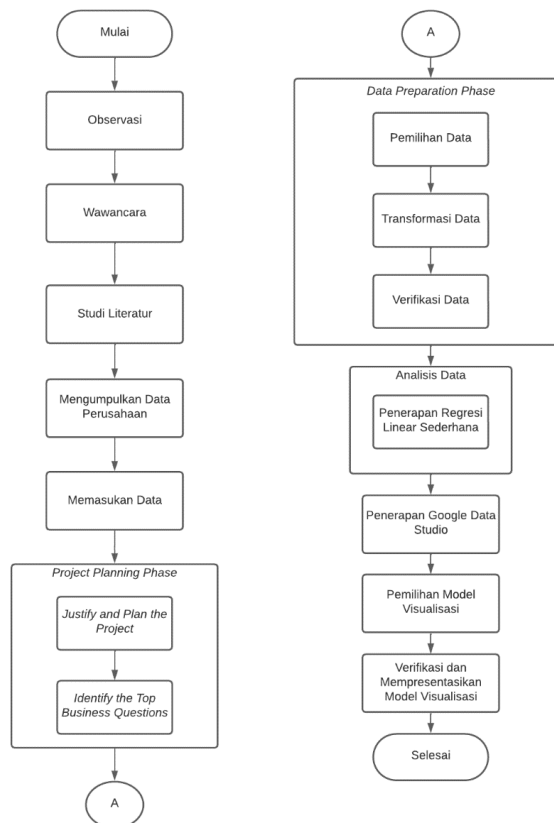 Mulai
Observasi
Wawancara
Studi Literatur
Mengumpulkan Data
Perusahaan
Memasukan Data
Project Planning Phase
Justify and Plan the
Project
Identify the Top
Business Questions
A
A
Data Preparation Phase
Pemilihan Data
Transformasi Data
Verifikasi Data
Analisis Data
Penerapan Regresi
Linear Sederhana
Penerapan Google Data
Studio
Pemilihan Model
Visualisasi
Verifikasi dan
Mempresentasikan
Model Visualisasi
Selesai